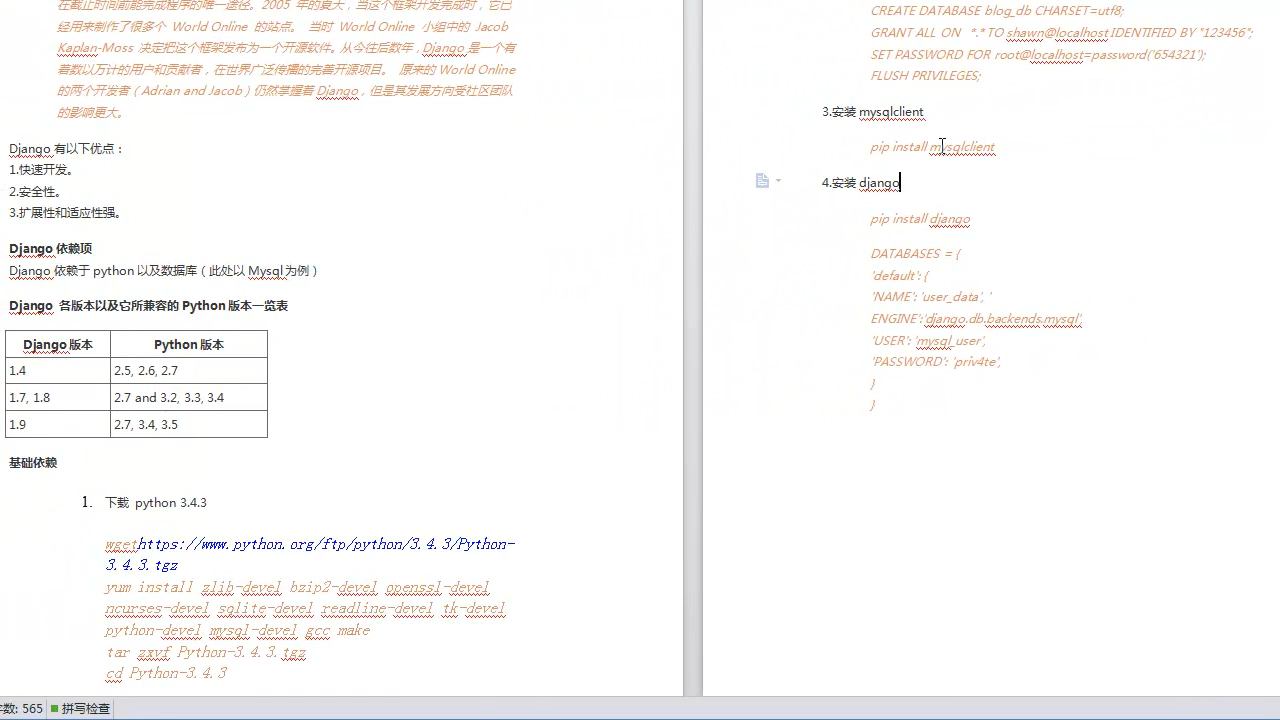 在截止时间前能完成程序的唯一途径。2005 年的夏天，当这个框架开发完成时，它已
经用来制作了很多个 World Online 的站点。 当时 World Online 小组中的 Jacob
Kaplan-Moss 决定把这个框架发布为一个开源软件。从今往后数年，Django 是一个有
着数以万计的用户和贡献者，在世界广泛传播的完善开源项目。 原来的 World Online
的两个开发者（Adrian and Jacob）仍然掌握着 Django，但是其发展方向受社区团队
的影响更大。
Django 有以下优点：
1.快速开发。
2.安全性。
3.扩展性和适应性强。
Django 依赖项
Django 依赖于 python 以及数据库（此处以 Mysql 为例）
Django 各版本以及它所兼容的 Python 版本一览表
Django 版本 Python 版本
1.4 2.5, 2.6, 2.7
1.7, 1.8 2.7 and 3.2, 3.3, 3.4
1.9 2.7, 3.4, 3.5
基础依赖
1. 下载 python 3.4.3
wgethttps://www.python.org/ftp/python/3.4.3/Python-
3.4.3.tgz
yum install zlib-devel bzip2-devel openssl-devel
ncurses-devel sqlite-devel readline-devel tk-devel
python-devel mysql-devel gcc make
tar zxvf Python-3.4.3.tgz
cd Python-3.4.3
CREATE DATABASE blog_db CHARSET=utf8;
GRANT ALL ON *.* TO shawn@localhost IDENTIFIED BY "123456";
SET PASSWORD FOR root@localhost=password('654321');
FLUSH PRIVILEGES;
3.安装 mysqlclient
pip install mysqlclient
4.安装 django
pip install django
DATABASES = {
'default': {
'NAME': 'user_data', '
ENGINE':'django.db.backends.mysql',
'USER': 'mysql_user',
'PASSWORD': 'priv4te',
}
}
字数: 565 拼写检查